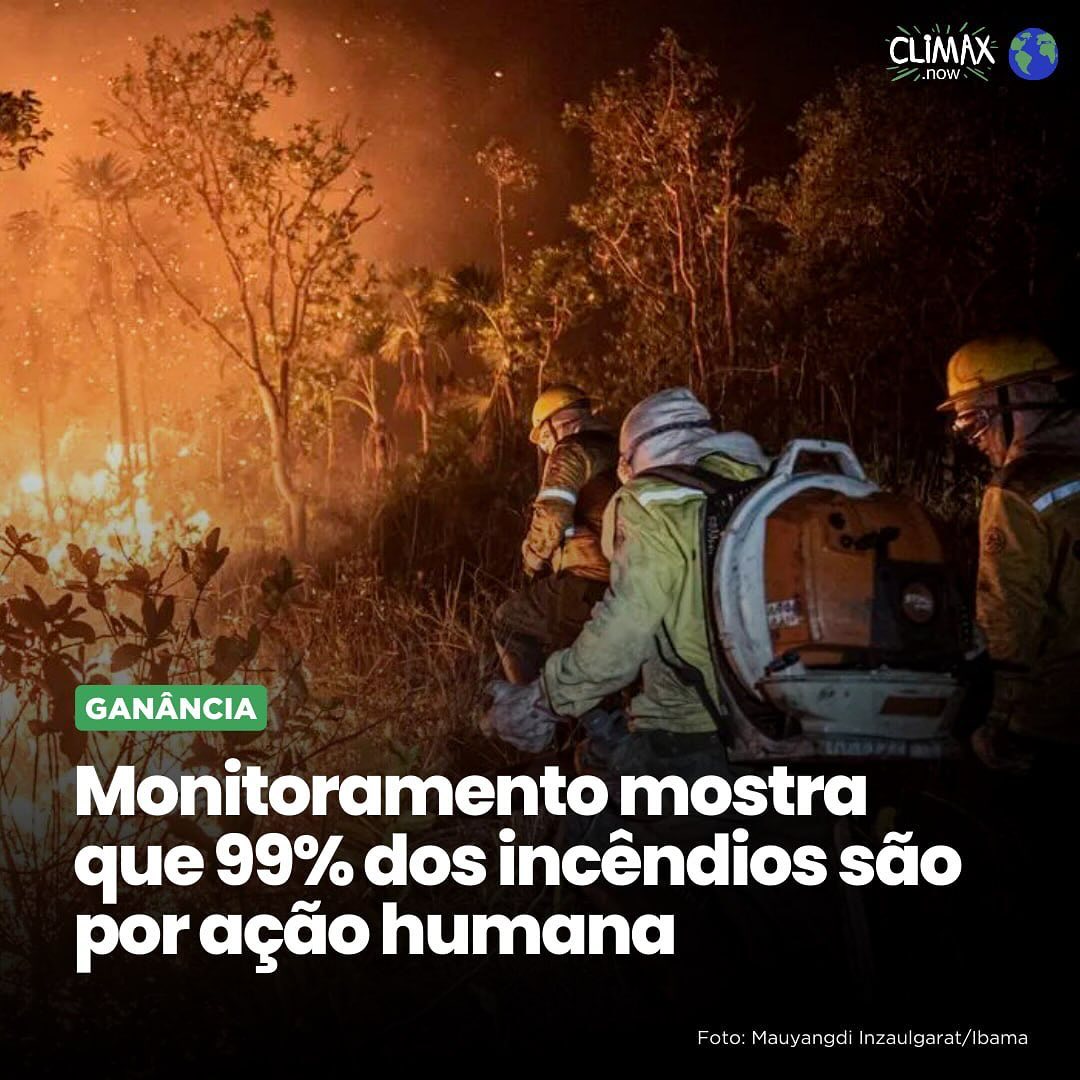 CLIMAX
.now
GANÂNCIA
Monitoramento mostra
que 99% dos incêndios são
por ação humana
Foto: Mauyangdi Inzaulgarat/Ibama